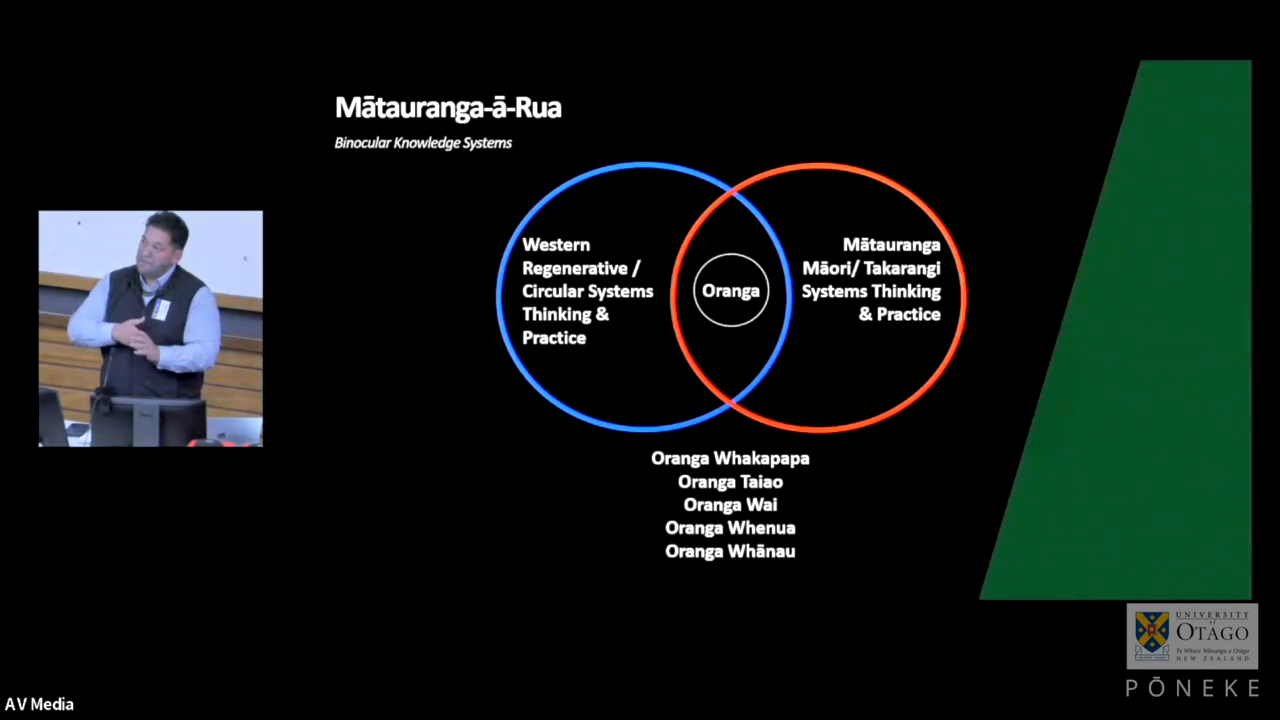 Mātauranga-ā-Rua
Binocular Knowledge Systems
Western
Regenerative /
Circular Systems
Thinking &
Practice
Oranga
Mātauranga
Māori/ Takarangi
Systems Thinking
& Practice
Oranga Whakapapa
Oranga Taiao
Oranga Wai
Oranga Whenua
Oranga Whānau
UNIVERSITY
of
OTAGO
Te Whare Wānanga o Otāgo
NEW ZEALAND
PŌNEKE
AV Media